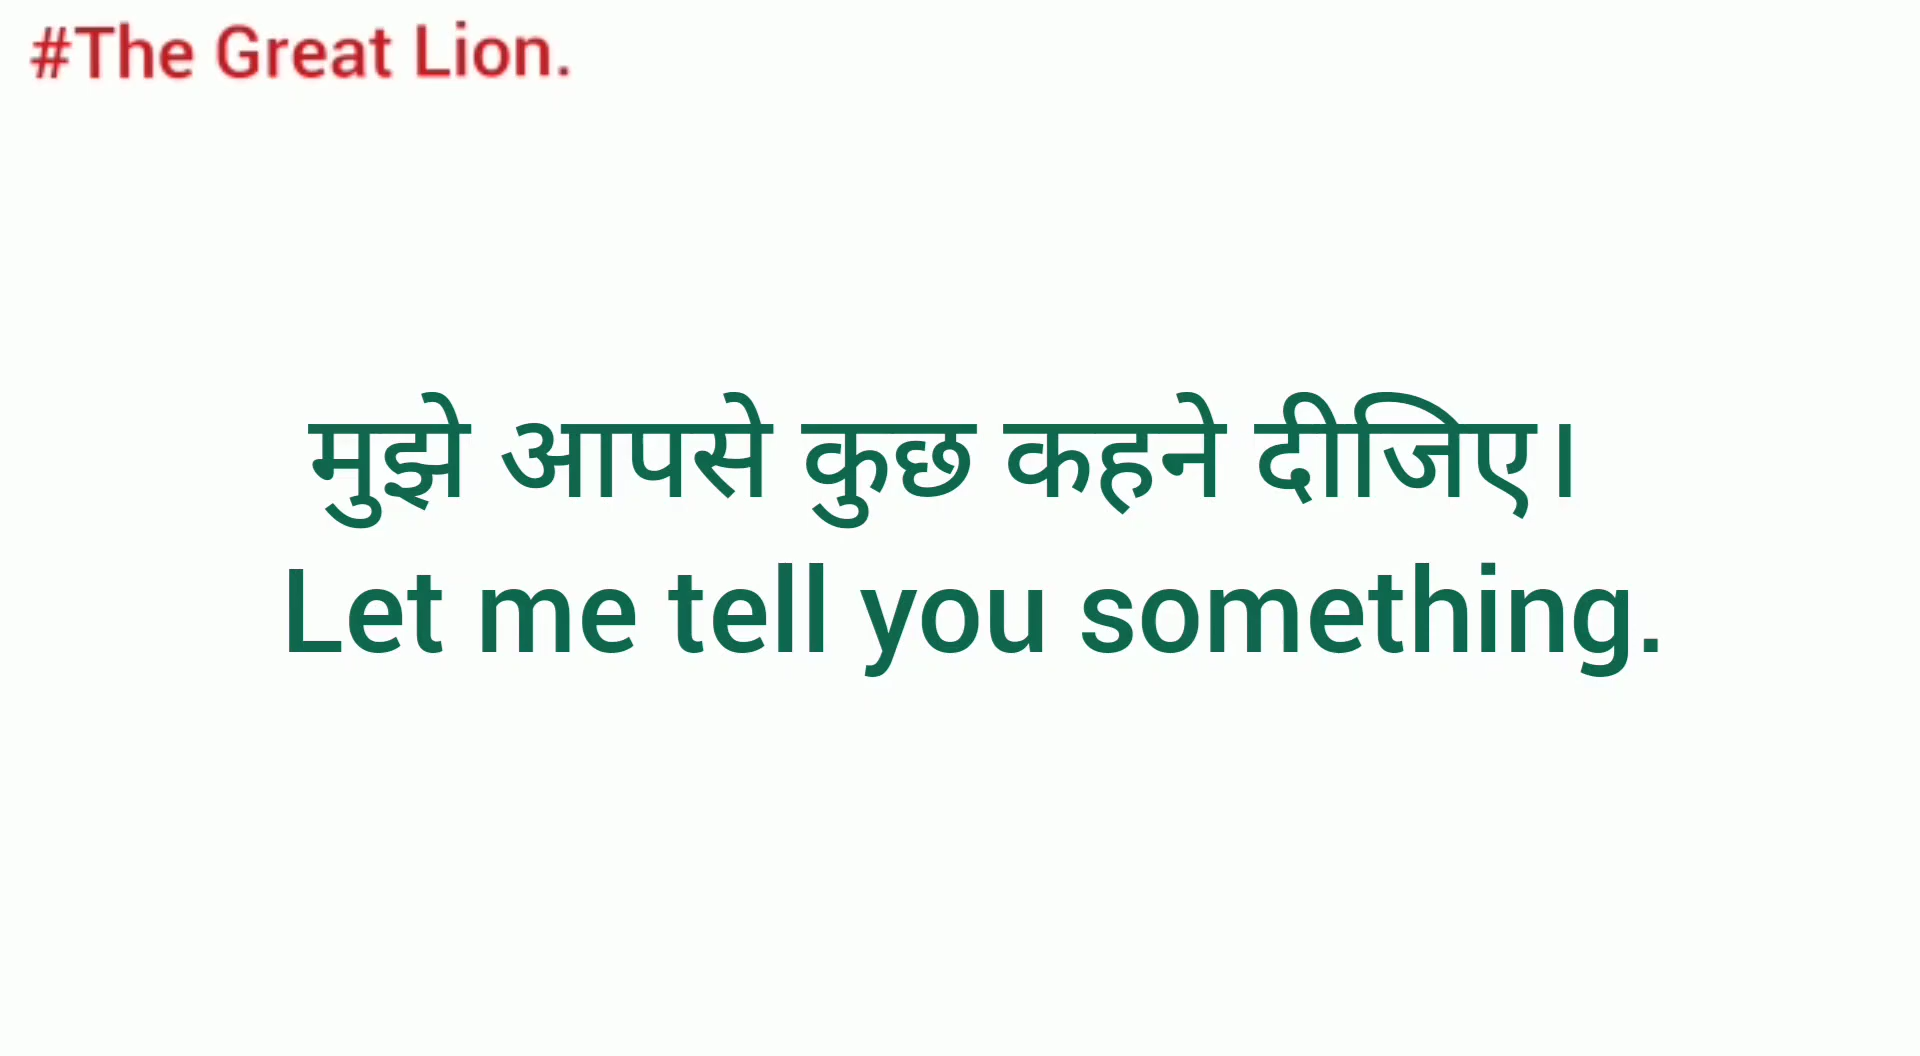 #The Great Lion.
मुझे आपसे कुछ कहने दीजिए।
Let me tell you something.